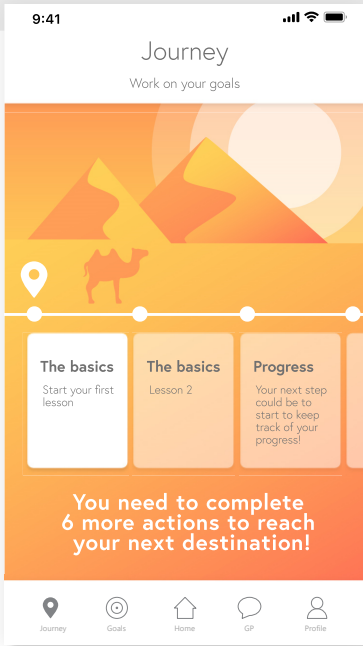 9:41
Journey
Work on your goals
The basics
Start your first
lesson
The basics
Lesson 2
Progress
Your next step
could be to
start to keep
track of your
progress!
You need to complete
6 more actions to reach
your next destination!
Journey
Goals
Home
GP
Profile